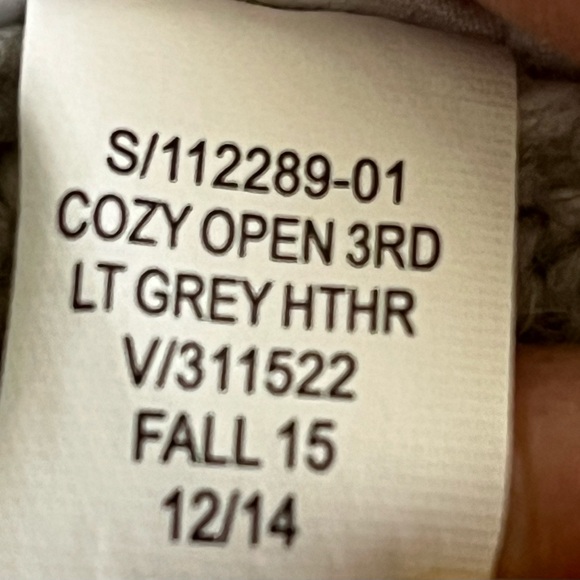 S/112289-01
COZY OPEN 3RD
LT GREY HTHR
V/311522
FALL 15
12/14